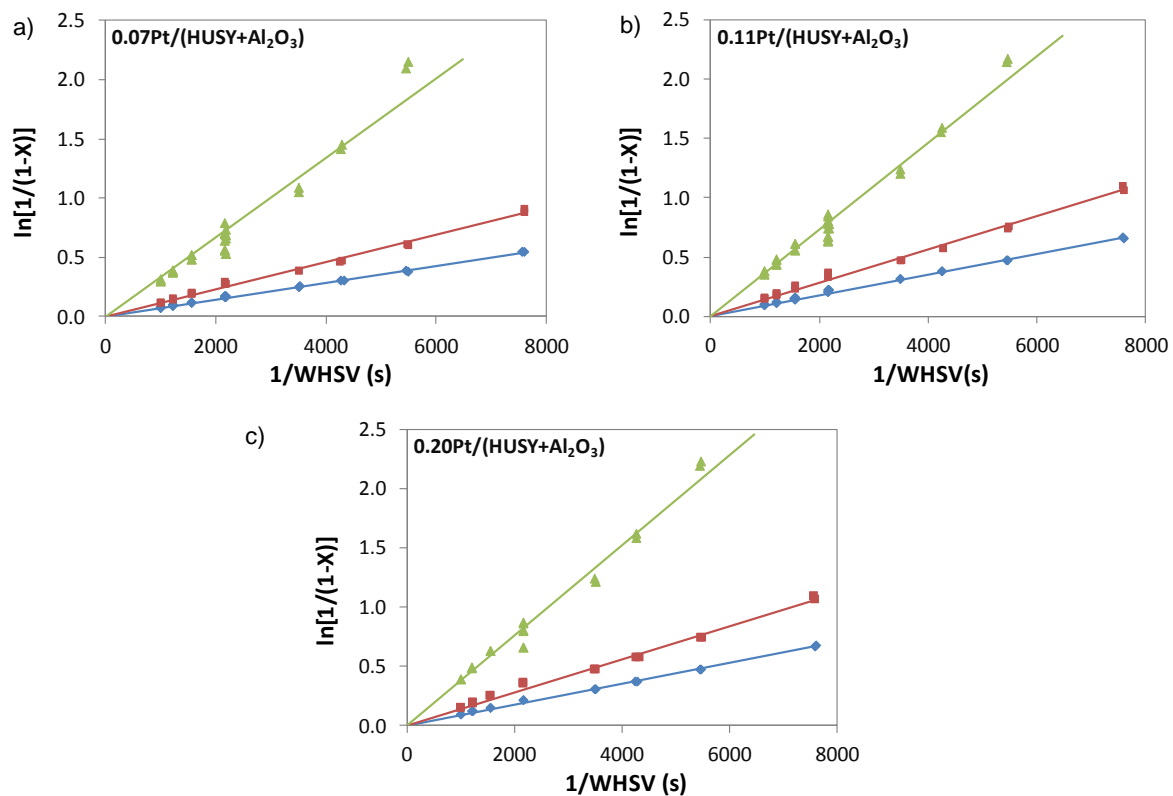 a)
0.07Pt/(HUSY+Al₂O₃)
2.5
2.0
1.5
1.0
0.5
0.0
ln[1/(1-X)]
0 2000 4000 6000 8000
1/WHSV (s)
b)
0.11Pt/(HUSY+Al₂O₃)
2.5
2.0
1.5
1.0
0.5
0.0
ln[1/(1-X)]
0 2000 4000 6000 8000
1/WHSV(s)
c)
0.20Pt/(HUSY+Al₂O₃)
2.5
2.0
1.5
1.0
0.5
0.0
ln[1/(1-X)]
0 2000 4000 6000 8000
1/WHSV (s)